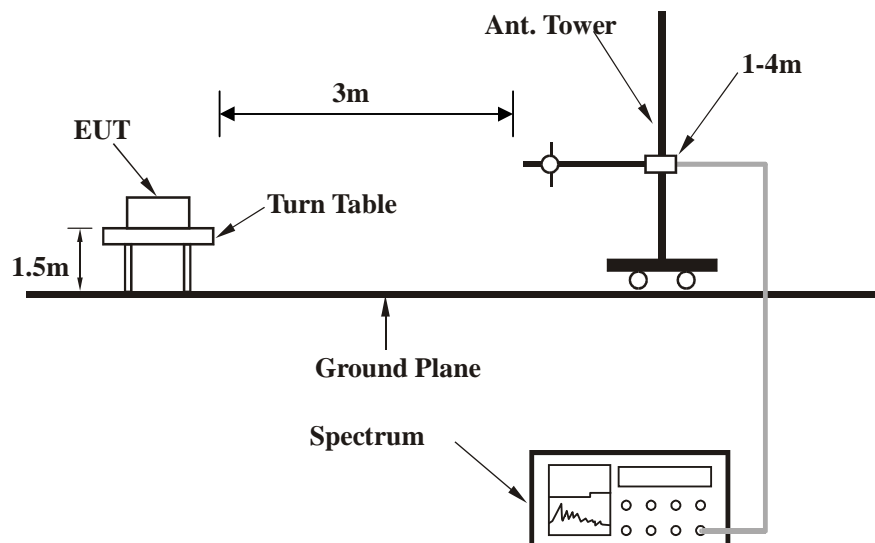 Ant. Tower
1-4m
3m
EUT
Turn Table
1.5m
Ground Plane
Spectrum